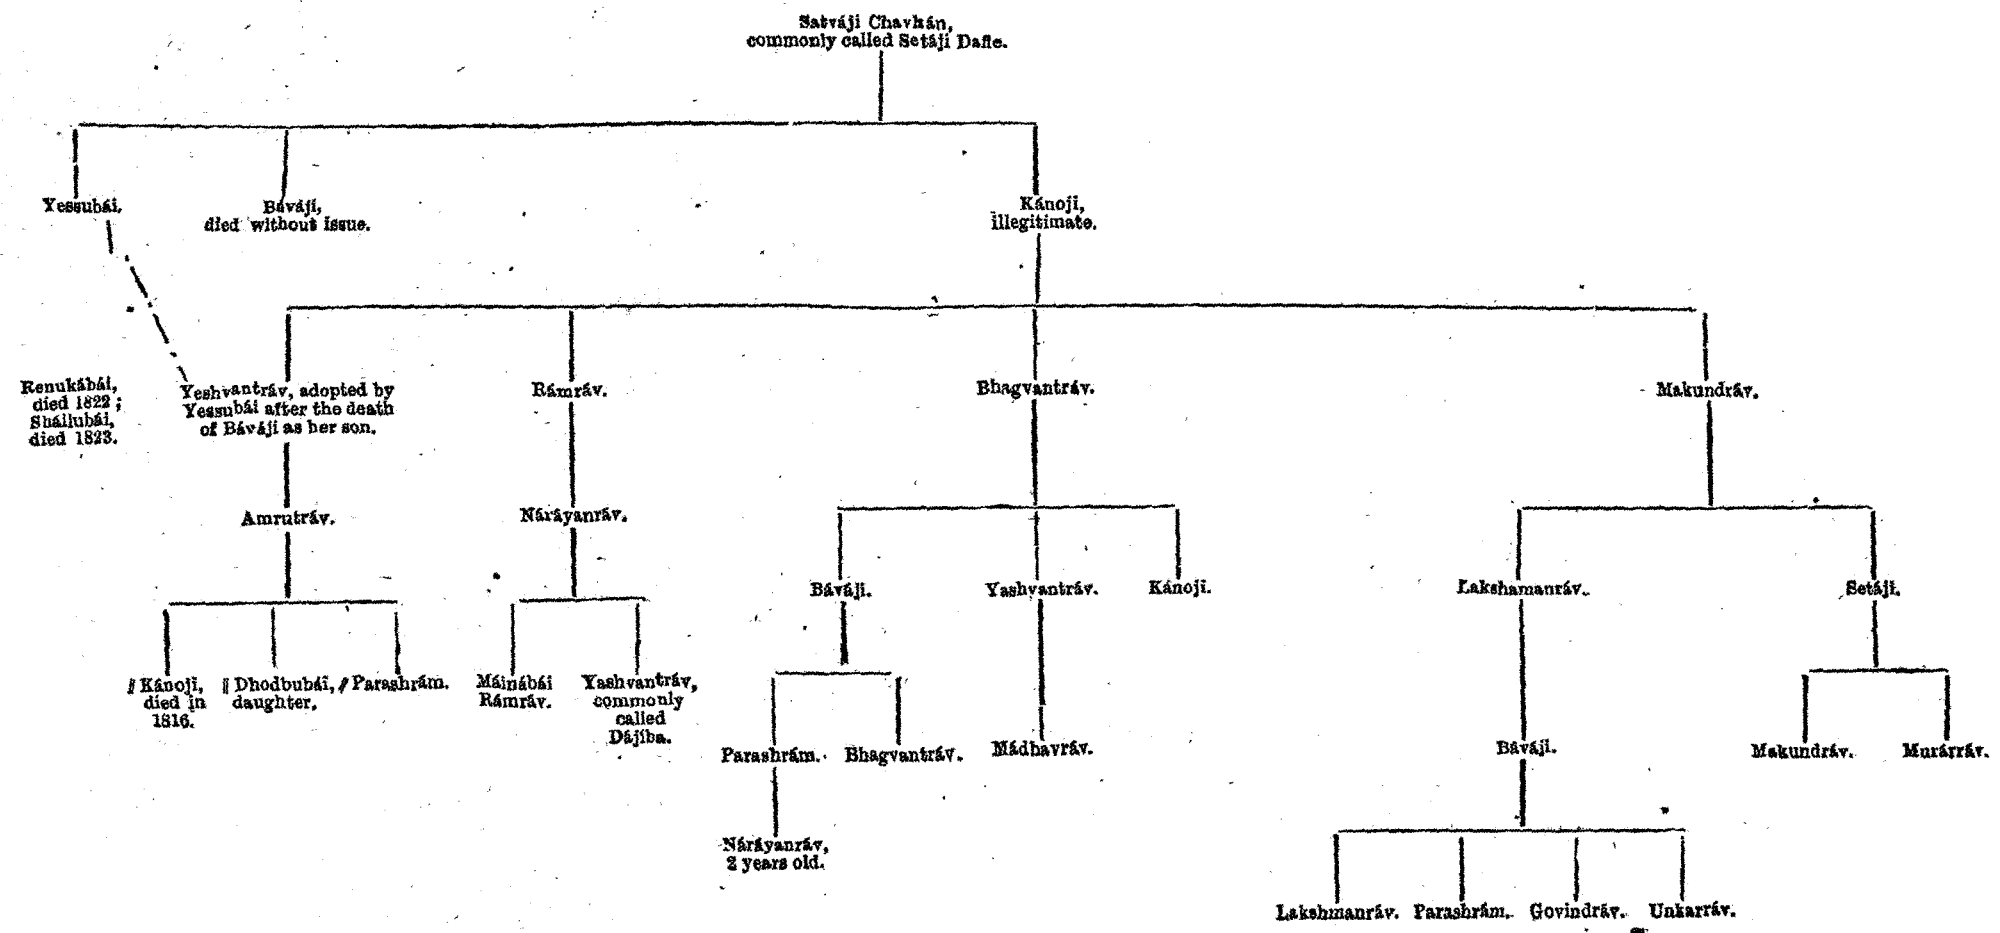 Satváji Chavhán,
commonly called Setáji Dafle.
Yessubái.
Báváji,
died without issue.
Kánoji,
illegitimate.
Renukábái,
died 1822;
Sháilubái,
died 1823.
Yeshvantráv, adopted by
Yessubái after the death
of Báváji as her son.
Rámráv.
Bhagvantráv.
Makundráv.
Amrutráv.
Náráyanráv.
Báváji.
Yashvantráv.
Kánoji.
Lakshamanráv.
Setáji.
Kánoji,
died in
1816.
Dhodbubái,
daughter.
Parashrám.
Máinábái
Rámráv.
Yashvantráv,
commonly
called
Dájiba.
Parashrám.
Bhagvantráv.
Mádhavráv.
Báváji.
Makundráv.
Murárráv.
Náráyanráv,
2 years old.
Lakshmanráv.
Parashrám.
Govindráv.
Unkarráv.